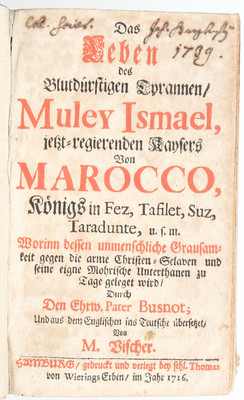 1799.
Das
Leben
des
Blutdürstigen Tyrannen/
Muley Ismael,
jetzt-regierenden Kaysers
Von
MAROCCO,
Königs in Fez, Tafilet, Suz,
Taradunte, u. s. w.
Worinn dessen unmenschliche Grausam-
keit gegen die arme Christen-Sclaven und
seine eigne Mohrische Unterthanen zu
Tage geleget wird/
Durch
Den Ehrw. Pater Busnot;
Und aus dem Englischen ins Teutsche übersetzet/
Von
M. Vischer.
HAMBURG/ gedruckt und verlegt bey sehl. Thomas
von Wierings Erben/ im Jahr 1716.